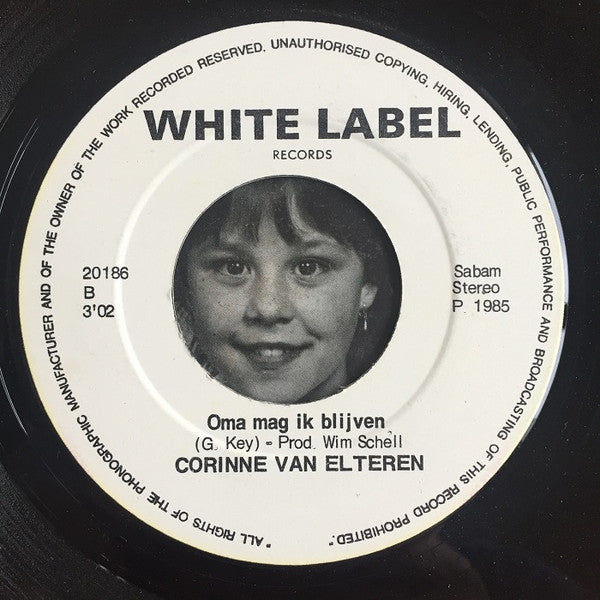 "ALL RIGHTS OF THE PHONOGRAPHIC MANUFACTURER AND OF THE OWNER OF THE WORK RECORDED RESERVED. UNAUTHORISED COPYING, HIRING, LENDING, PUBLIC PERFORMANCE AND BROADCASTING OF THIS RECORD PROHIBITED."
WHITE LABEL
RECORDS
20186
B
3'02
Sabam
Stereo
P. 1985
Oma mag ik blijven
(G. Key) - Prod. Wim Schell
CORINNE VAN ELTEREN